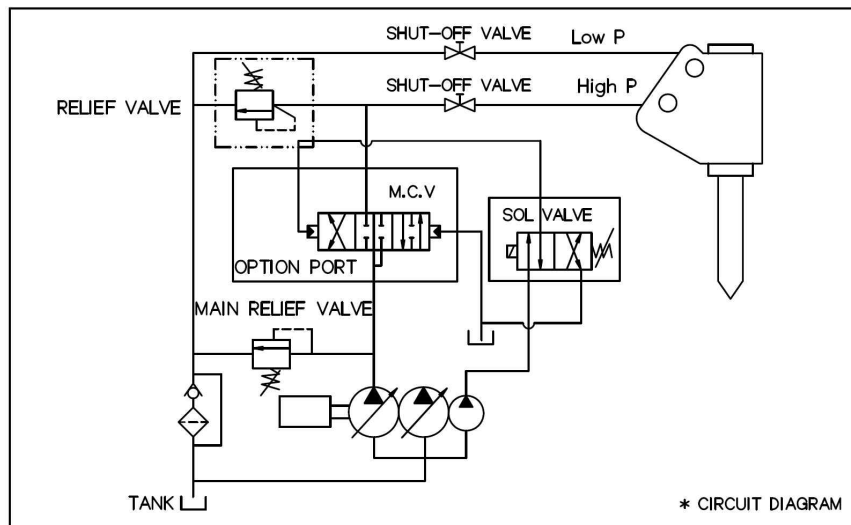 SHUT-OFF VALVE Low P
SHUT-OFF VALVE High P
RELIEF VALVE
M.C.V
SOL VALVE
OPTION PORT
MAIN RELIEF VALVE
TANK
* CIRCUIT DIAGRAM